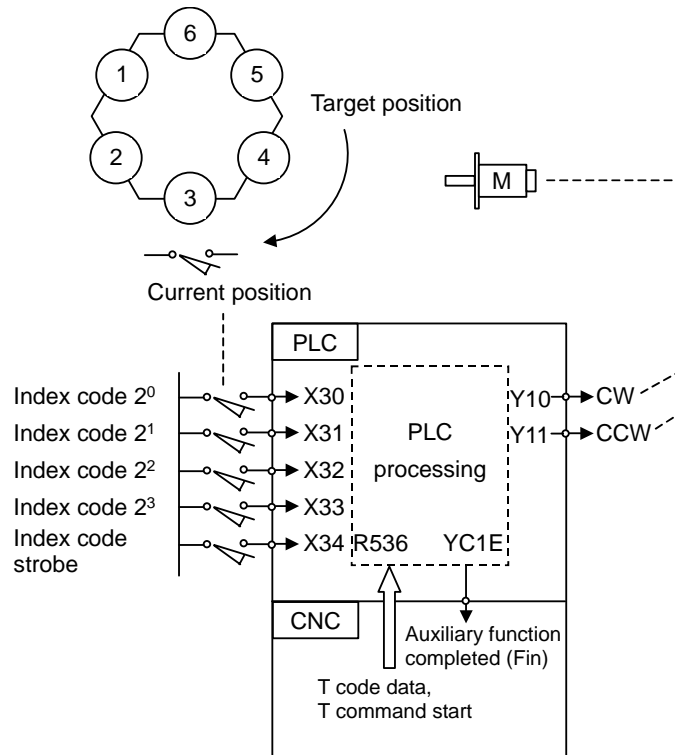 6
1
5
2
4
3
Target position
M
Current position
PLC
Index code 2⁰
X30
Y10
CW
Index code 2¹
X31
PLC
Y11
CCW
Index code 2²
X32
processing
Index code 2³
X33
Index code
strobe
X34
R536
YC1E
CNC
Auxiliary function
completed (Fin)
T code data,
T command start